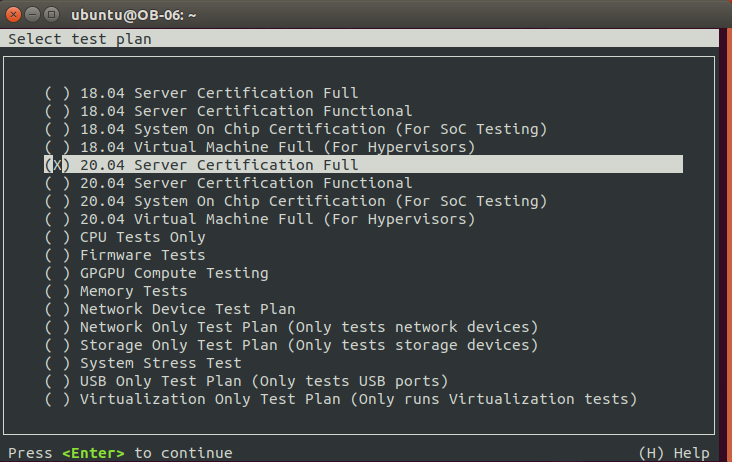 ubuntu@OB-06: ~
Select test plan
( ) 18.04 Server Certification Full
( ) 18.04 Server Certification Functional
( ) 18.04 System On Chip Certification (For SoC Testing)
( ) 18.04 Virtual Machine Full (For Hypervisors)
(X) 20.04 Server Certification Full
( ) 20.04 Server Certification Functional
( ) 20.04 System On Chip Certification (For SoC Testing)
( ) 20.04 Virtual Machine Full (For Hypervisors)
( ) CPU Tests Only
( ) Firmware Tests
( ) GPGPU Compute Testing
( ) Memory Tests
( ) Network Device Test Plan
( ) Network Only Test Plan (Only tests network devices)
( ) Storage Only Test Plan (Only tests storage devices)
( ) System Stress Test
( ) USB Only Test Plan (Only tests USB ports)
( ) Virtualization Only Test Plan (Only runs Virtualization tests)
Press <Enter> to continue (H) Help